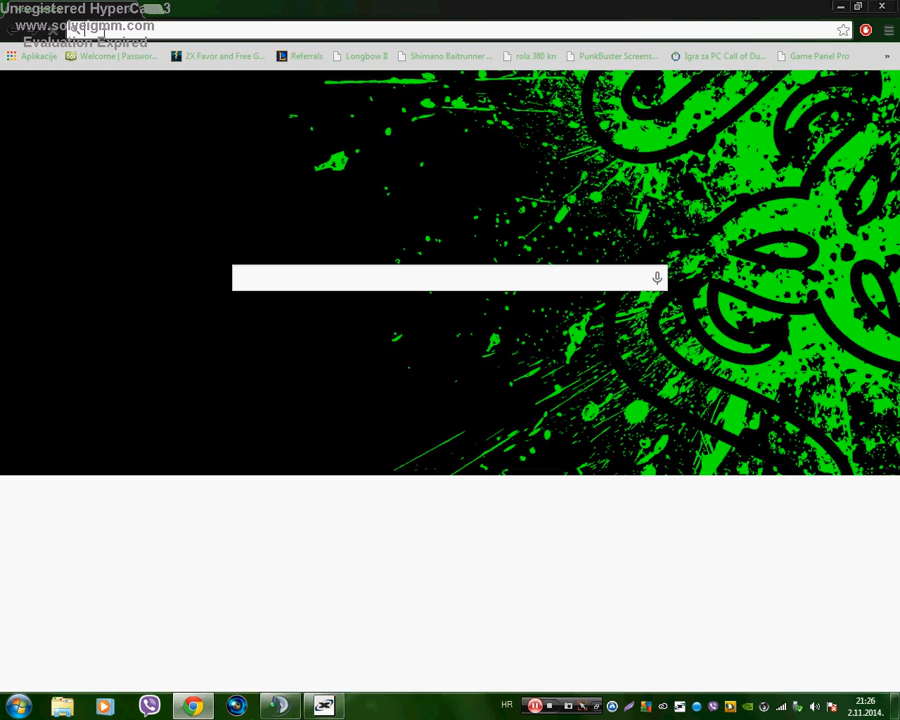 Unregistered HyperCam 3
www.solveigmm.com
Evaluation Expired
Aplikacije
Welcome | Passwor...
ZX Favor and Free G...
Referrals
Longbow II
Shimano Baitrunner ...
rola 380 kn
PunkBuster Screens...
Igra za PC Call of Du...
Game Panel Pro
»
HR
21:26
2.11.2014.